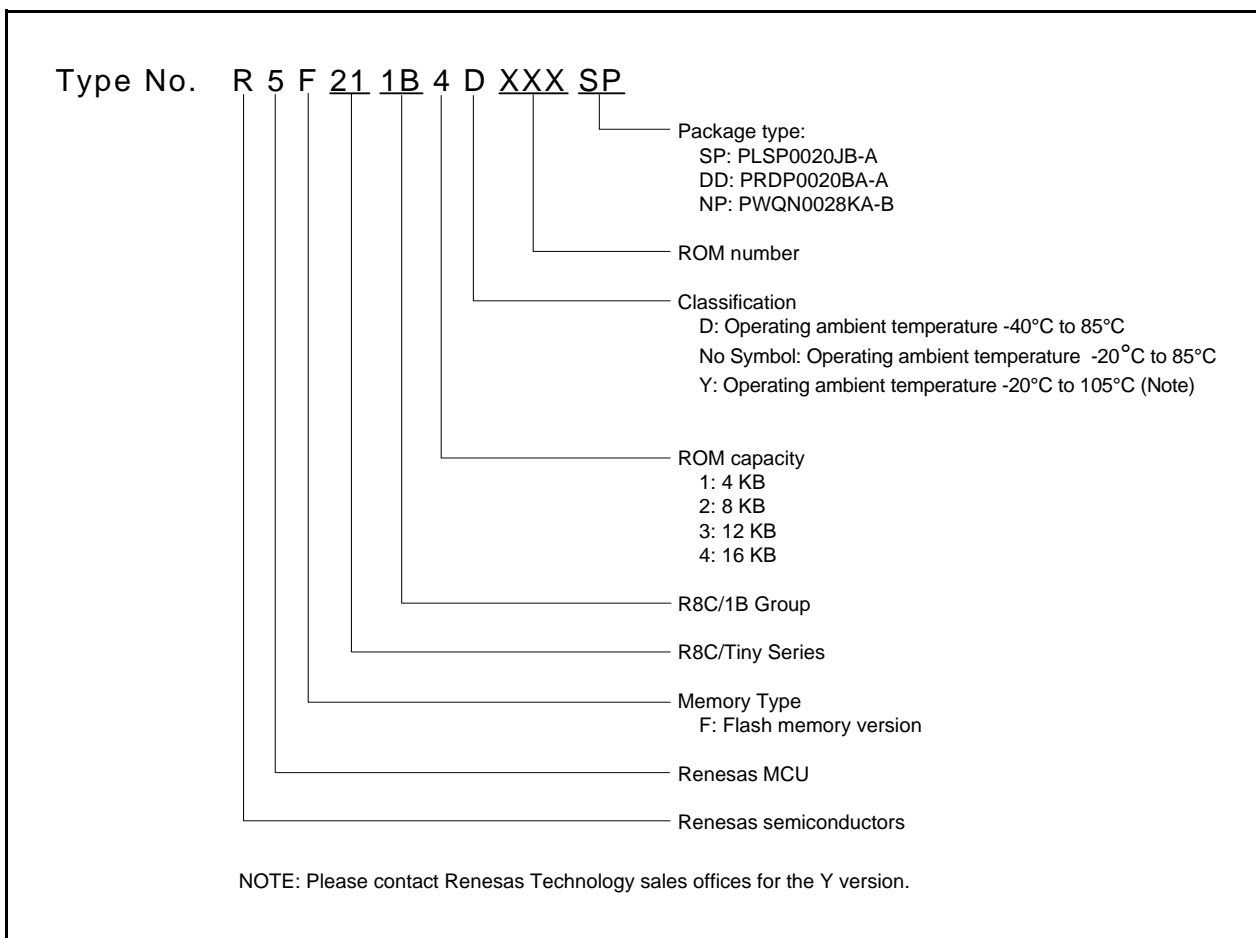 Type No. R 5 F 21 1B 4 D XXX SP
Package type:
SP: PLSP0020JB-A
DD: PRDP0020BA-A
NP: PWQN0028KA-B
ROM number
Classification
D: Operating ambient temperature -40°C to 85°C
No Symbol: Operating ambient temperature -20°C to 85°C
Y: Operating ambient temperature -20°C to 105°C (Note)
ROM capacity
1: 4 KB
2: 8 KB
3: 12 KB
4: 16 KB
R8C/1B Group
R8C/Tiny Series
Memory Type
F: Flash memory version
Renesas MCU
Renesas semiconductors
NOTE: Please contact Renesas Technology sales offices for the Y version.